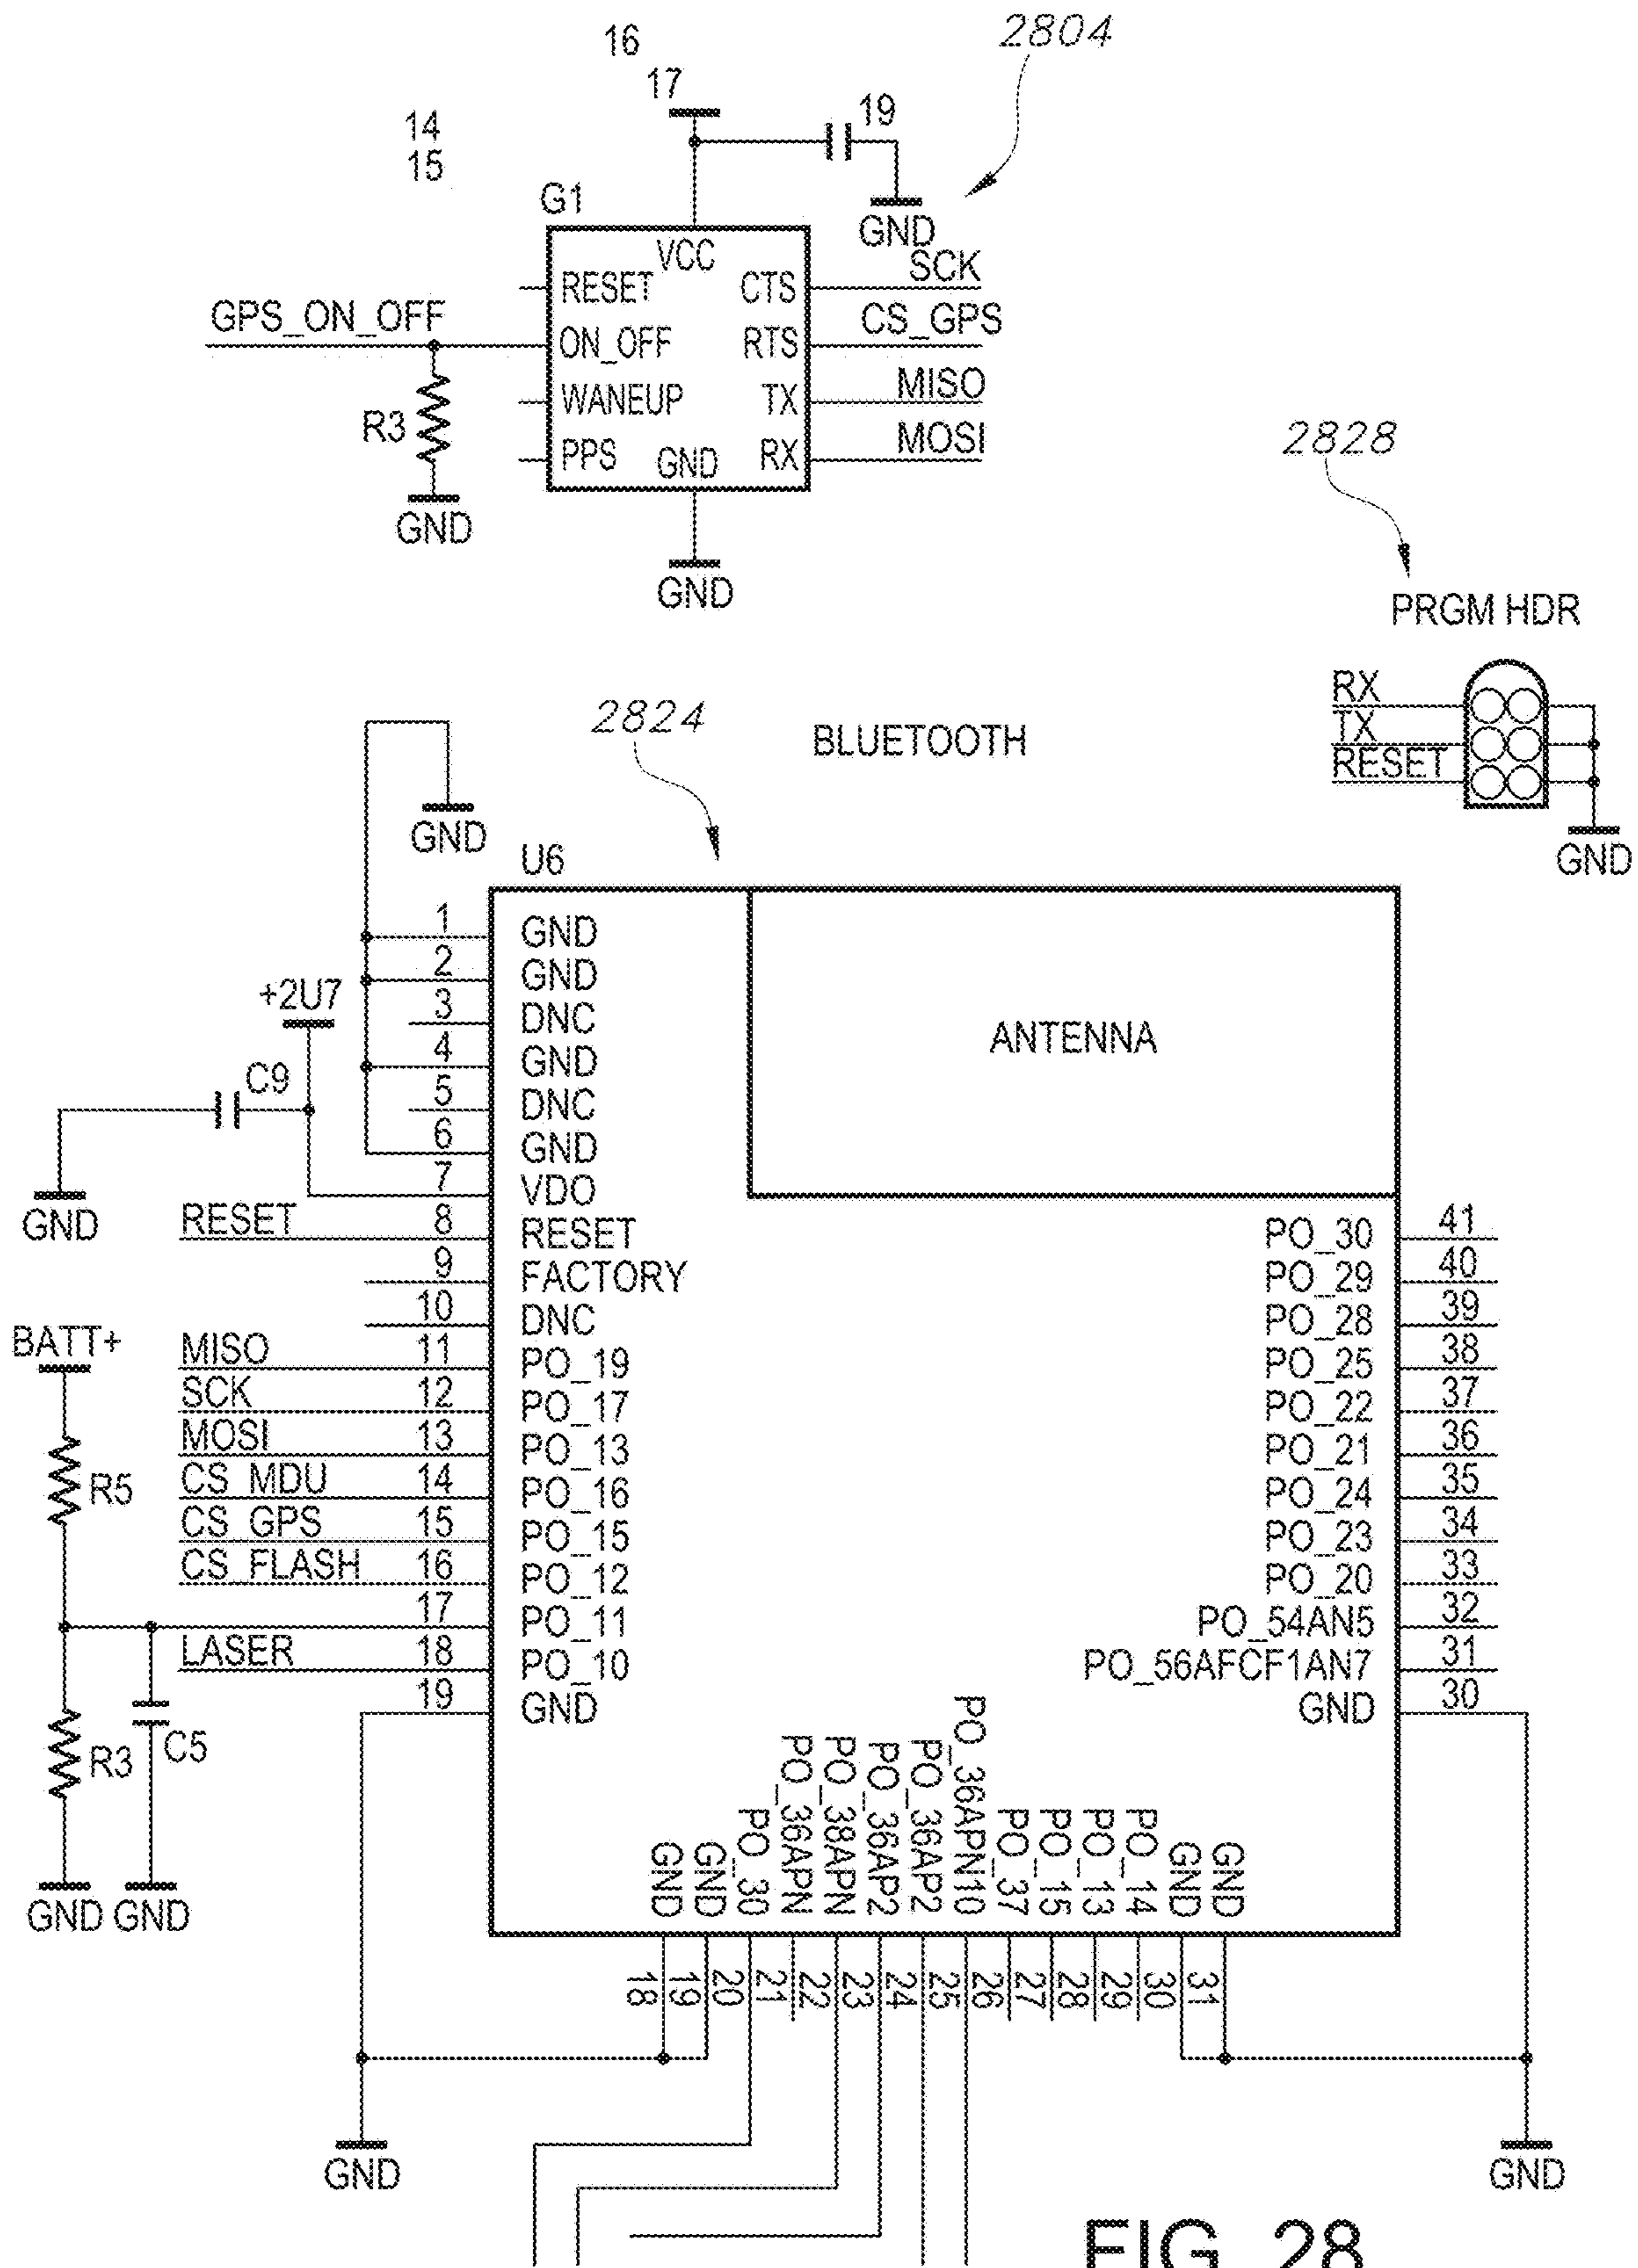 2804
16
17
14
15
19
G1
GND
VCC
RESET
CTS
SCK
GPS_ON_OFF
ON_OFF
RTS
CS_GPS
WANEUP
TX
MISO
R3
PPS
GND
RX
MOSI
GND
GND
2828
PRGM HDR
RX
TX
RESET
GND
2824
BLUETOOTH
GND
U6
ANTENNA
1 GND
2 GND
+2U7
3 DNC
4 GND
C9
5 DNC
6 GND
7 VDO
GND
RESET 8 RESET
9 FACTORY
10 DNC
BATT+
MISO 11 PO_19
SCK 12 PO_17
MOSI 13 PO_13
R5
CS_MDU 14 PO_16
CS_GPS 15 PO_15
CS_FLASH 16 PO_12
17 PO_11
LASER 18 PO_10
19 GND
R3
C5
GND GND
PO_30 41
PO_29 40
PO_28 39
PO_25 38
PO_22 37
PO_21 36
PO_24 35
PO_23 34
PO_20 33
PO_54AN5 32
PO_56AFCF1AN7 31
GND 30
GND 18
GND 19
PO_30 20
PO_36APN 21
PO_38APN 22
PO_36AP2 23
PO_36AP2 24
PO_36APN10 25
PO_37 26
PO_15 27
PO_13 28
PO_14 29
GND 30
GND 31
GND
GND
FIG. 28